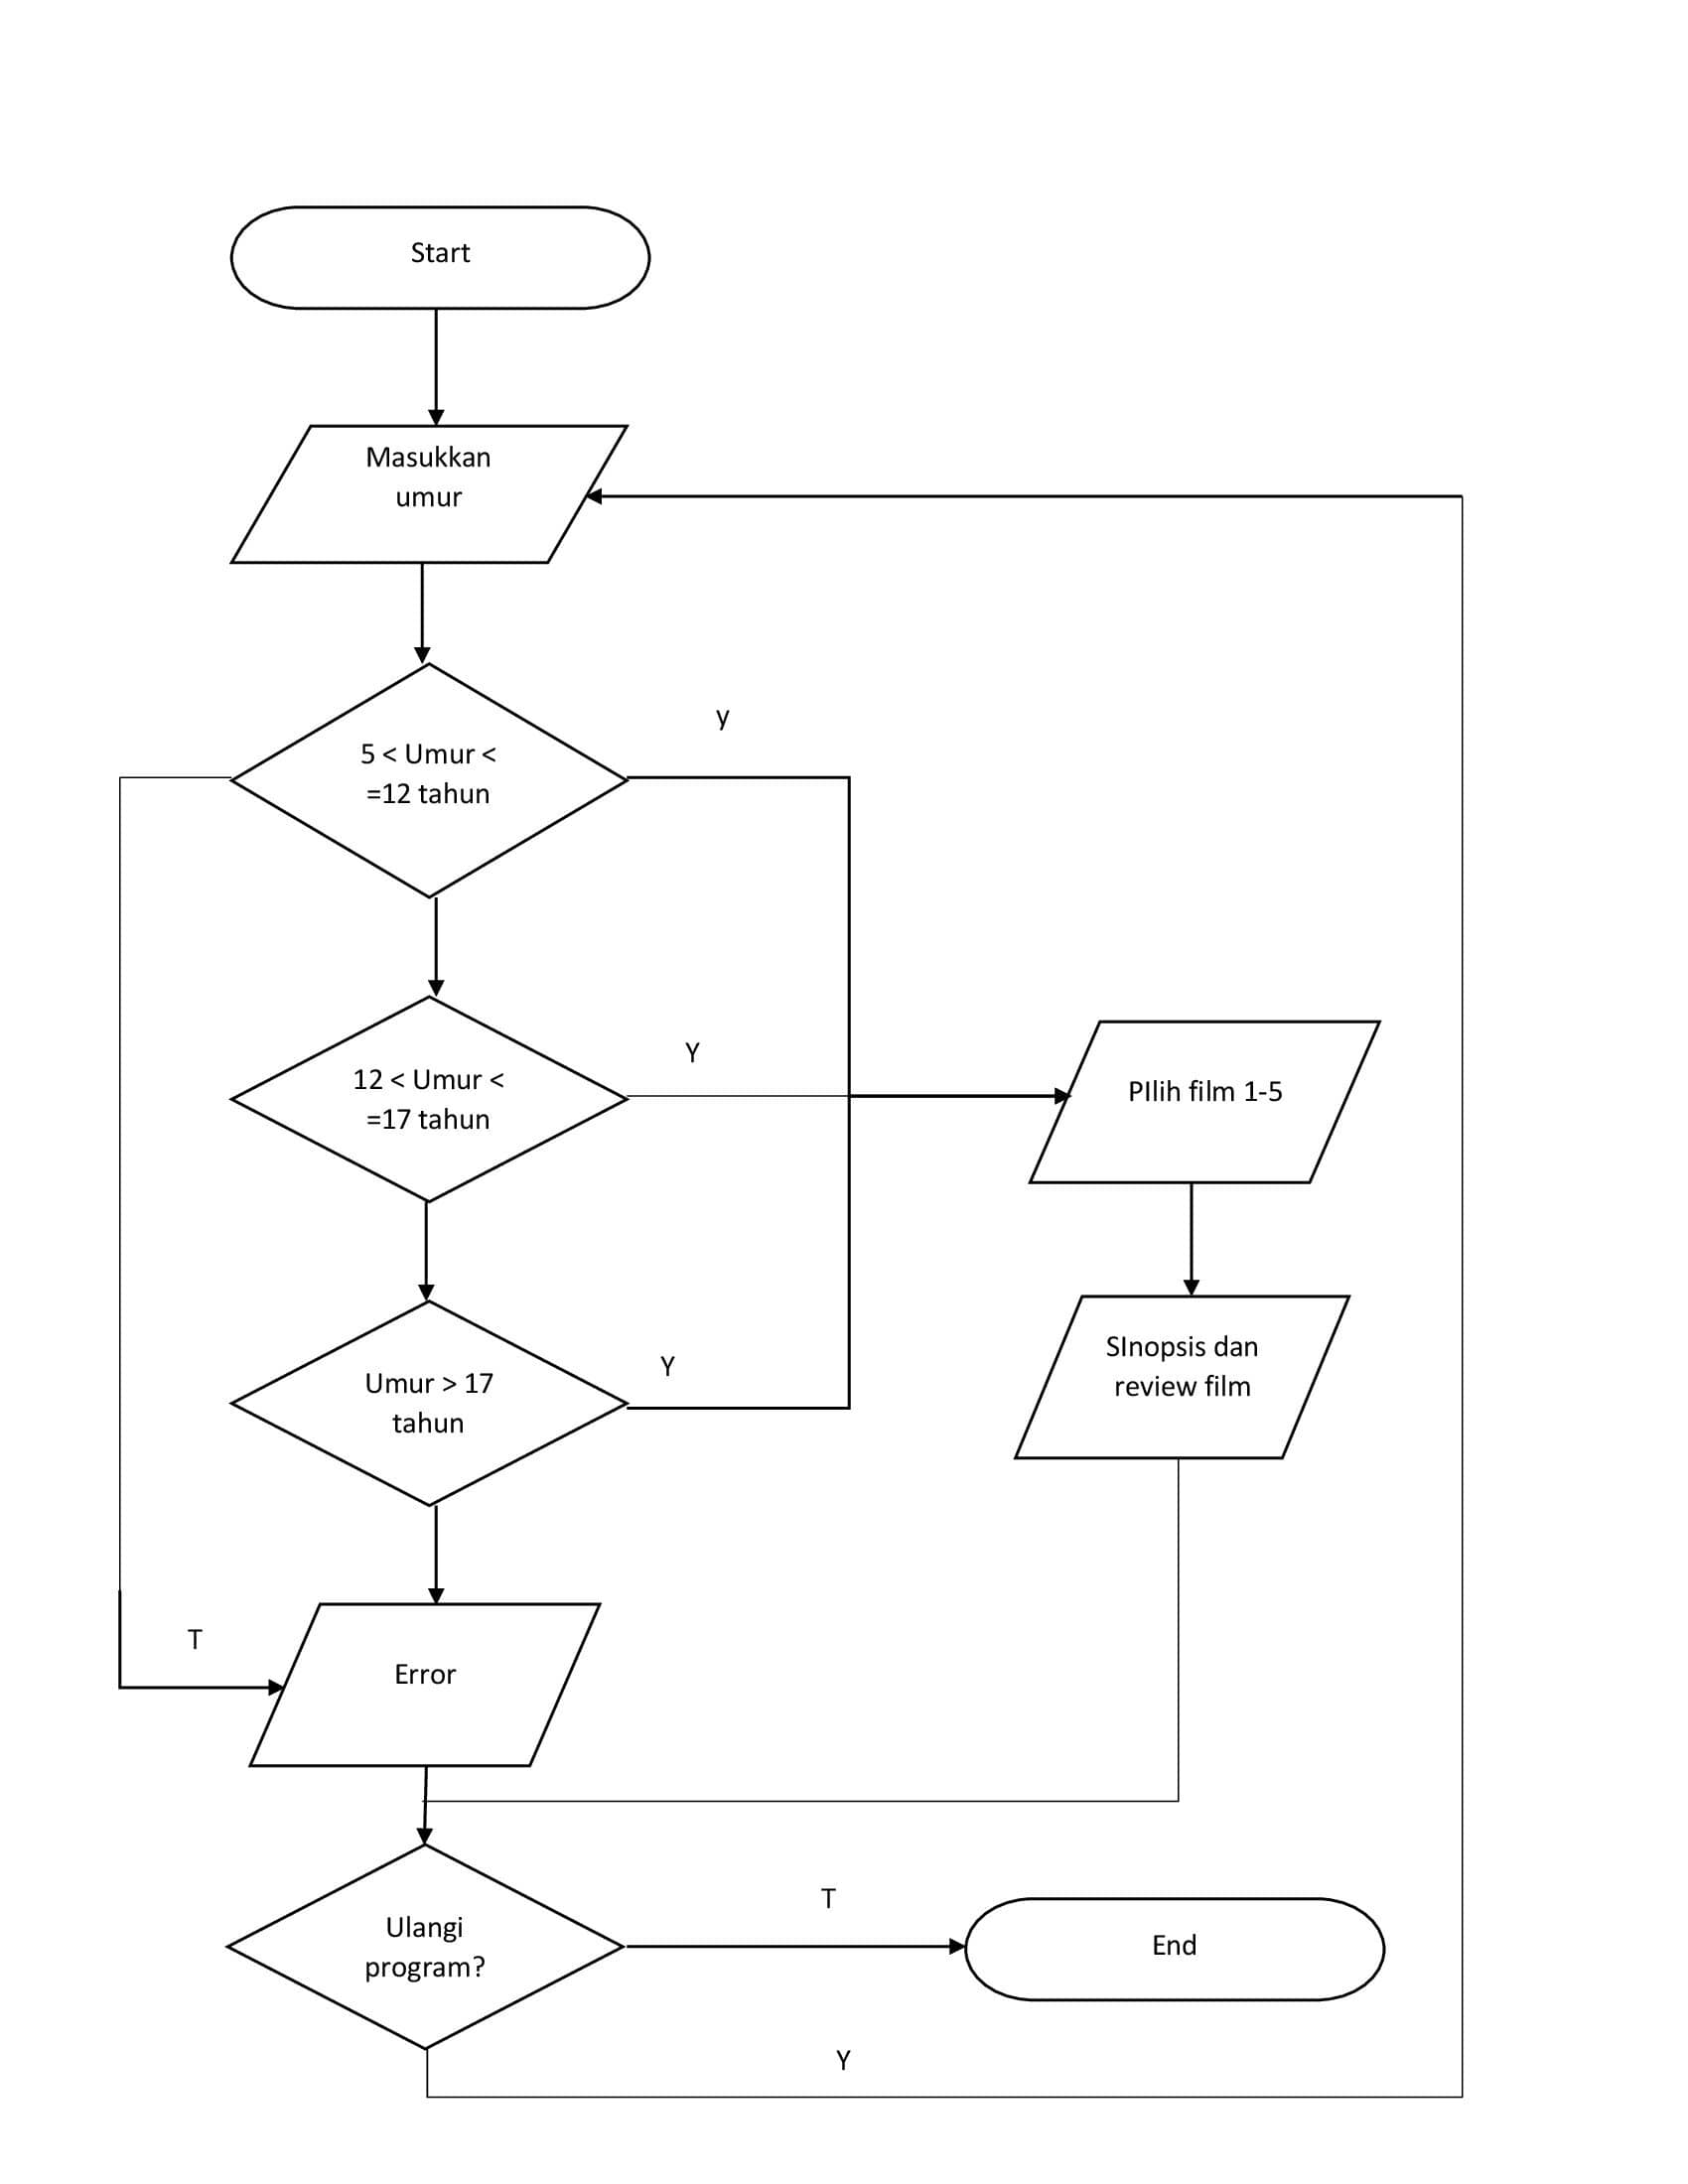 Start
Masukkan
umur
y
5 < Umur <
=12 tahun
Y
12 < Umur <
=17 tahun
PIlih film 1-5
Y
Umur > 17
tahun
SInopsis dan
review film
T
Error
T
Ulangi
program?
End
Y